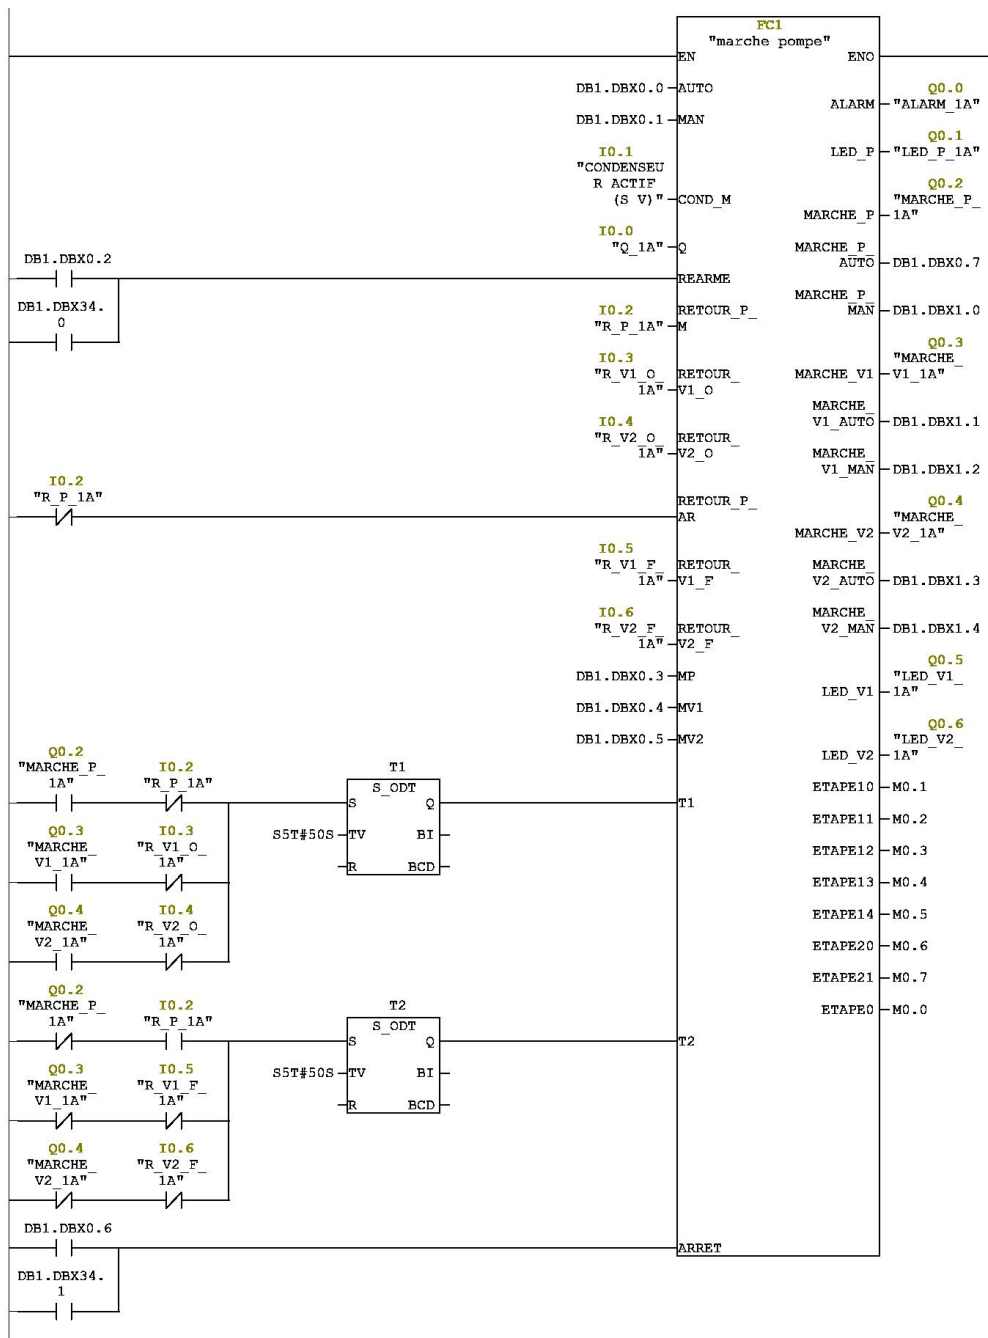 FC1
"marche pompe"
EN
ENO
DB1.DBX0.0
AUTO
DB1.DBX0.1
MAN
I0.1
"CONDENSEU
R ACTIF
(S V)"
COND_M
I0.0
"Q_1A"
Q
DB1.DBX0.2
DB1.DBX34.
0
REARME
I0.2
"R_P_1A"
RETOUR_P_
M
I0.3
"R_V1_O_
1A"
RETOUR_
V1_O
I0.4
"R_V2_O_
1A"
RETOUR_
V2_O
I0.2
"R_P_1A"
RETOUR_P_
AR
I0.5
"R_V1_F_
1A"
RETOUR_
V1_F
I0.6
"R_V2_F_
1A"
RETOUR_
V2_F
DB1.DBX0.3
MP
DB1.DBX0.4
MV1
DB1.DBX0.5
MV2
Q0.2
"MARCHE_P_
1A"
I0.2
"R_P_1A"
Q0.3
"MARCHE_
V1_1A"
I0.3
"R_V1_O_
1A"
Q0.4
"MARCHE_
V2_1A"
I0.4
"R_V2_O_
1A"
T1
S_ODT
S
Q
S5T#50S
TV
BI
R
BCD
T1
Q0.2
"MARCHE_P_
1A"
I0.2
"R_P_1A"
Q0.3
"MARCHE_
V1_1A"
I0.5
"R_V1_F_
1A"
Q0.4
"MARCHE_
V2_1A"
I0.6
"R_V2_F_
1A"
T2
S_ODT
S
Q
S5T#50S
TV
BI
R
BCD
T2
DB1.DBX0.6
DB1.DBX34.
1
ARRET
Q0.0
ALARM
"ALARM_1A"
Q0.1
LED_P
"LED_P_1A"
Q0.2
"MARCHE_P_
MARCHE_P
1A"
MARCHE_P_
AUTO
DB1.DBX0.7
MARCHE_P_
MAN
DB1.DBX1.0
Q0.3
"MARCHE_
MARCHE_V1
V1_1A"
MARCHE_
V1_AUTO
DB1.DBX1.1
MARCHE_
V1_MAN
DB1.DBX1.2
Q0.4
"MARCHE_
MARCHE_V2
V2_1A"
MARCHE_
V2_AUTO
DB1.DBX1.3
MARCHE_
V2_MAN
DB1.DBX1.4
Q0.5
"LED_V1_
LED_V1
1A"
Q0.6
"LED_V2_
LED_V2
1A"
ETAPE10
M0.1
ETAPE11
M0.2
ETAPE12
M0.3
ETAPE13
M0.4
ETAPE14
M0.5
ETAPE20
M0.6
ETAPE21
M0.7
ETAPE0
M0.0